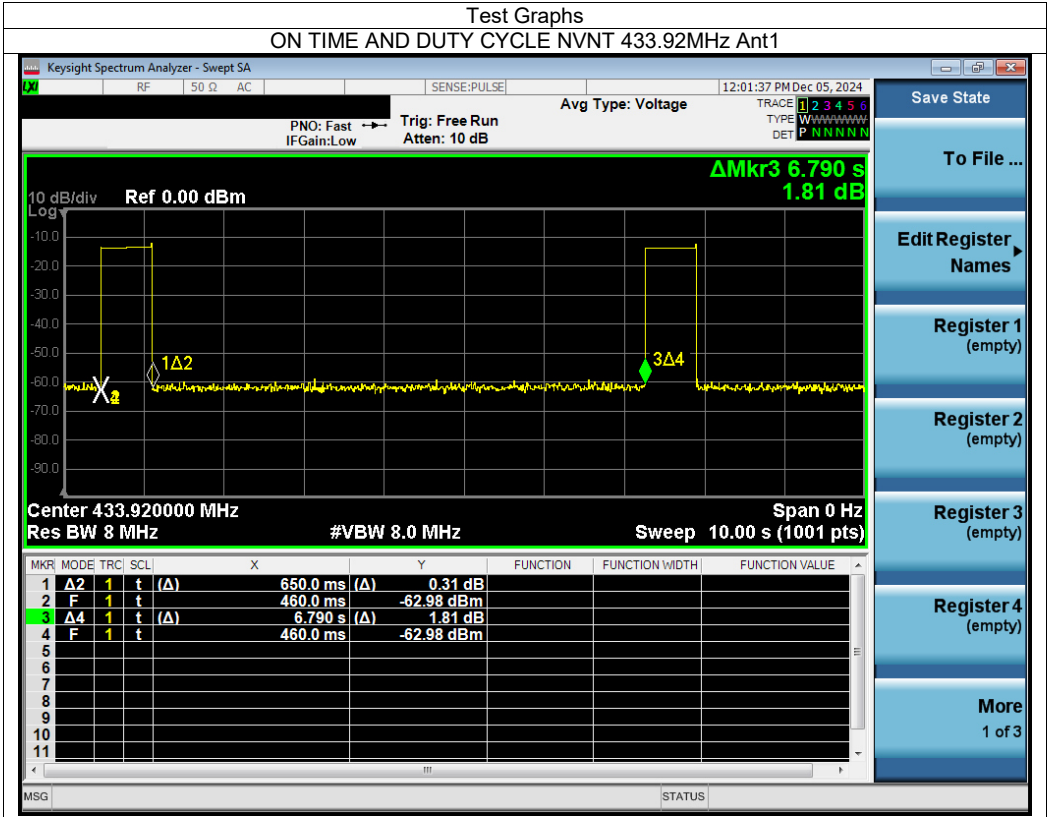 Test Graphs
ON TIME AND DUTY CYCLE NVNT 433.92MHz Ant1
Keysight Spectrum Analyzer - Swept SA
LXI RF 50 Ω AC SENSE:PULSE 12:01:37 PM Dec 05, 2024
Avg Type: Voltage TRACE 1 2 3 4 5 6
PNO: Fast Trig: Free Run TYPE WWWWWWW
IFGain:Low Atten: 10 dB DET P N N N N N
ΔMkr3 6.790 s
1.81 dB
10 dB/div Ref 0.00 dBm
Log
-10.0
-20.0
-30.0
-40.0
-50.0
-60.0
-70.0
-80.0
-90.0
1Δ2
3Δ4
Center 433.920000 MHz Span 0 Hz
Res BW 8 MHz #VBW 8.0 MHz Sweep 10.00 s (1001 pts)
MKR MODE TRC SCL X Y FUNCTION FUNCTION WIDTH FUNCTION VALUE
1 Δ2 1 t (Δ) 650.0 ms (Δ) 0.31 dB
2 F 1 t 460.0 ms -62.98 dBm
3 Δ4 1 t (Δ) 6.790 s (Δ) 1.81 dB
4 F 1 t 460.0 ms -62.98 dBm
5
6
7
8
9
10
11
MSG STATUS
Save State
To File ...
Edit Register
Names
Register 1
(empty)
Register 2
(empty)
Register 3
(empty)
Register 4
(empty)
More
1 of 3